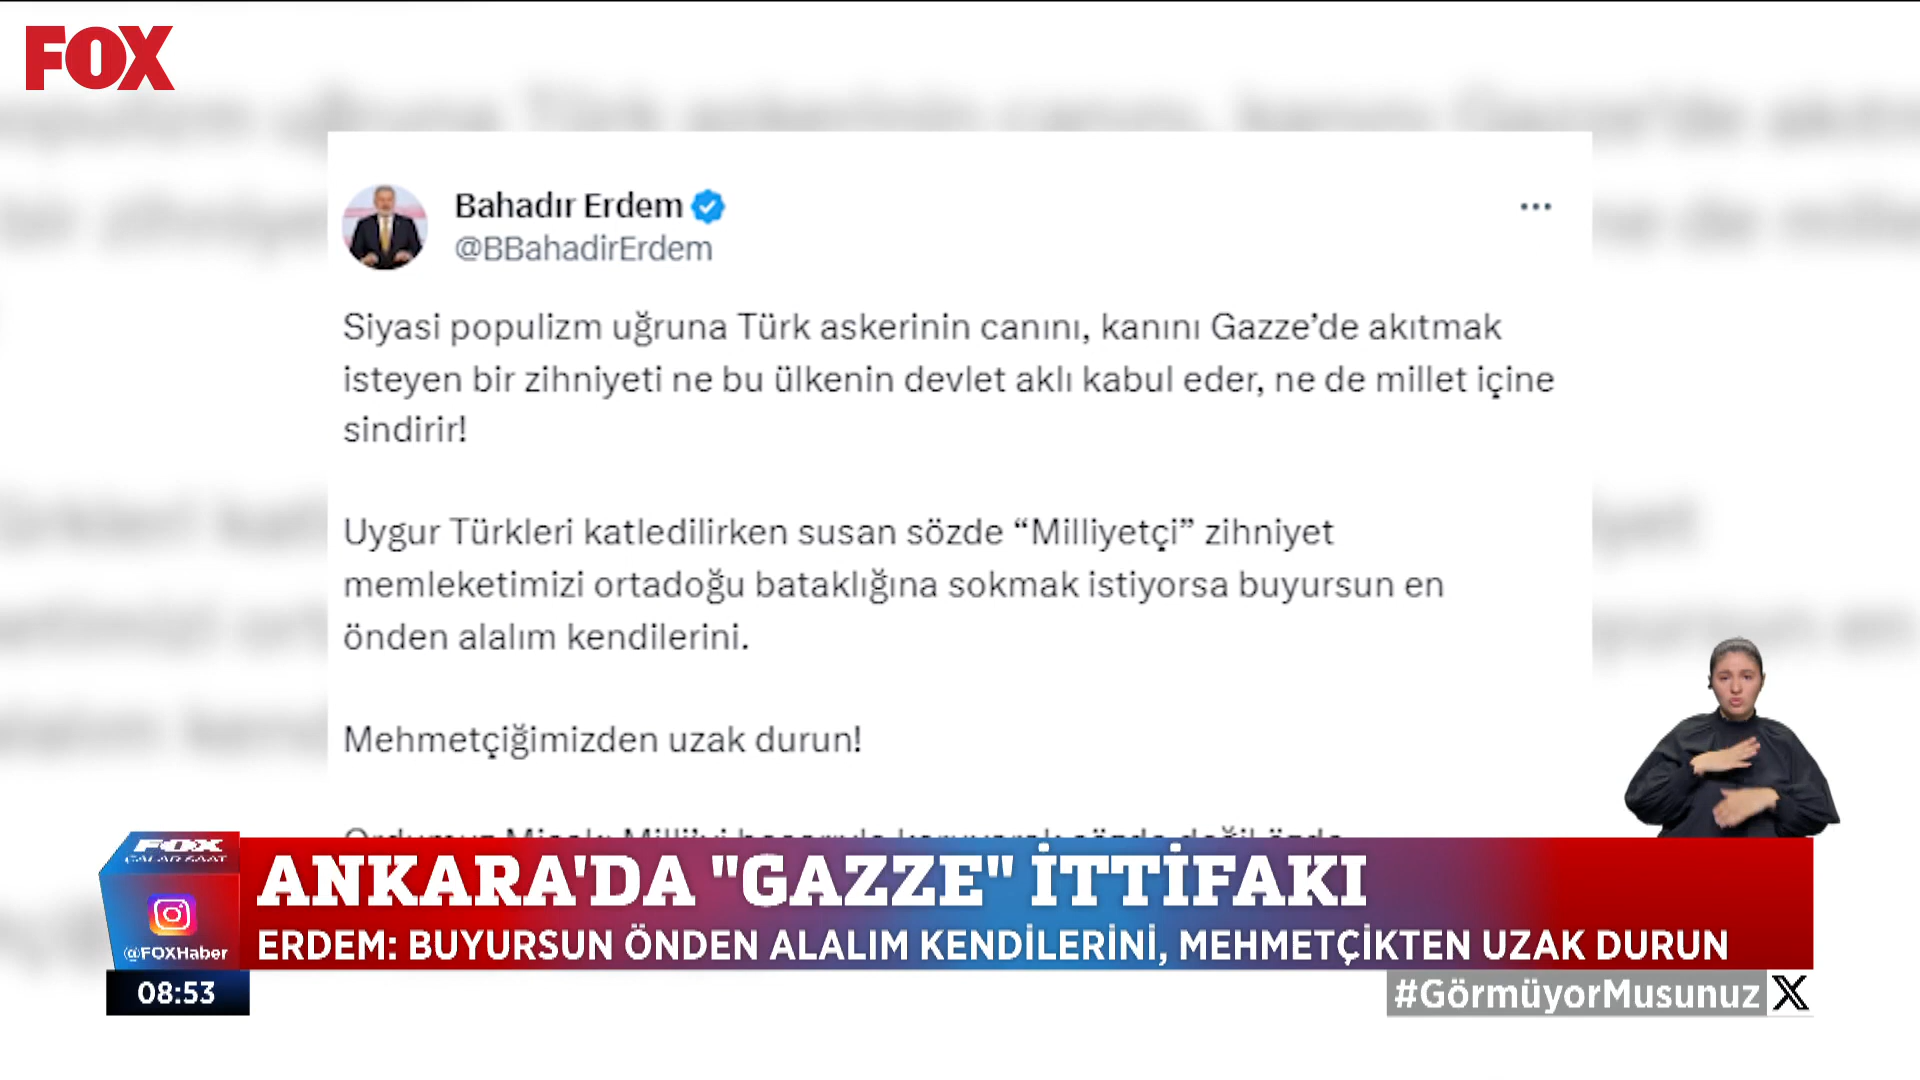 FOX
Bahadır Erdem
@BBahadirErdem
Siyasi populizm uğruna Türk askerinin canını, kanını Gazze’de akıtmak
isteyen bir zihniyeti ne bu ülkenin devlet aklı kabul eder, ne de millet içine
sindirir!
Uygur Türkleri katledilirken susan sözde “Milliyetçi” zihniyet
memleketimizi ortadoğu bataklığına sokmak istiyorsa buyursun en
önden alalım kendilerini.
Mehmetçiğimizden uzak durun!
FOX
ÇALAR SAAT
ANKARA'DA "GAZZE" İTTİFAKI
@FOXHaber
ERDEM: BUYURSUN ÖNDEN ALALIM KENDİLERİNİ, MEHMETÇİKTEN UZAK DURUN
08:53
#GörmüyorMusunuz X